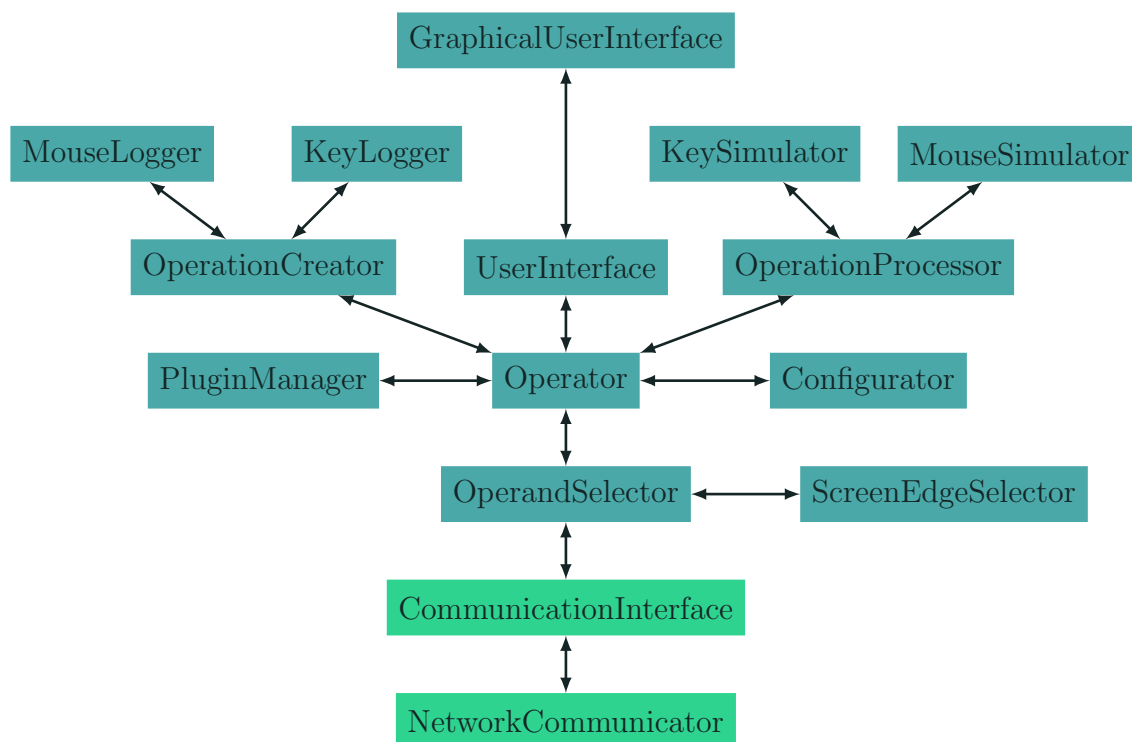 GraphicalUserInterface
MouseLogger
KeyLogger
KeySimulator
MouseSimulator
OperationCreator
UserInterface
OperationProcessor
PluginManager
Operator
Configurator
OperandSelector
ScreenEdgeSelector
CommunicationInterface
NetworkCommunicator